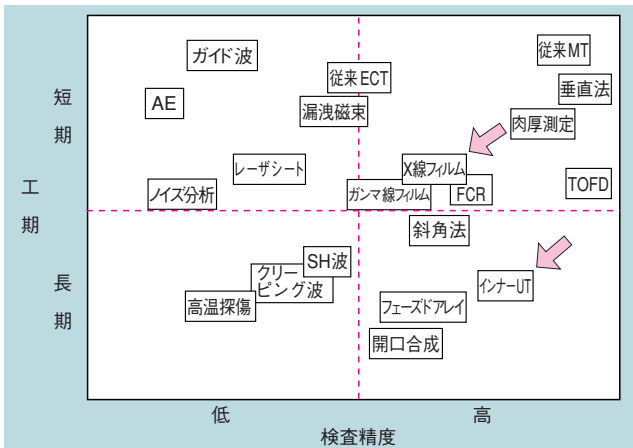 ガイド波
従来MT
従来ECT
垂直法
AE
漏洩磁束
肉厚測定
短期
レーザシート
X線フィルム
ノイズ分析
ガンマ線フィルム
FCR
TOFD
工期
斜角法
SH波
クリー
ピング波
インナーUT
長期
高温探傷
フェーズドアレイ
開口合成
低
高
検査精度